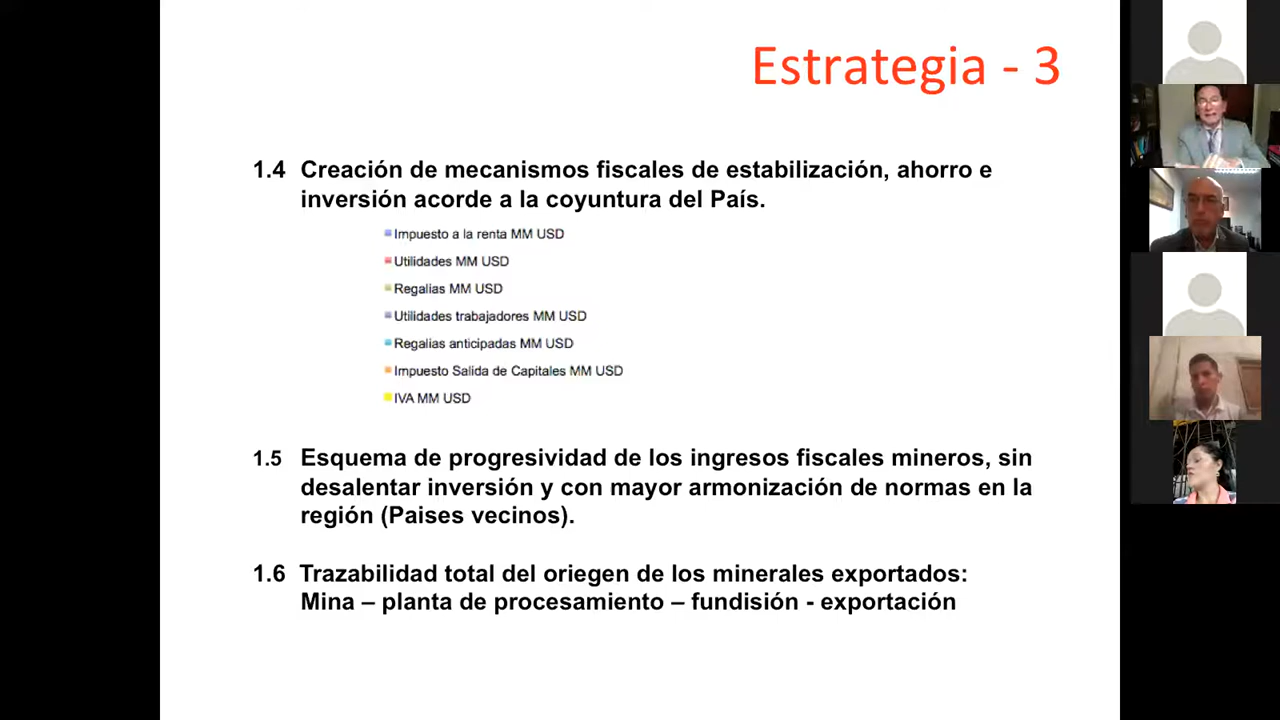 Estrategia - 3
1.4 Creación de mecanismos fiscales de estabilización, ahorro e
inversión acorde a la coyuntura del País.
Impuesto a la renta MM USD
Utilidades MM USD
Regalias MM USD
Utilidades trabajadores MM USD
Regalias anticipadas MM USD
Impuesto Salida de Capitales MM USD
IVA MM USD
1.5 Esquema de progresividad de los ingresos fiscales mineros, sin
desalentar inversión y con mayor armonización de normas en la
región (Paises vecinos).
1.6 Trazabilidad total del oriegen de los minerales exportados:
Mina – planta de procesamiento – fundisión - exportación